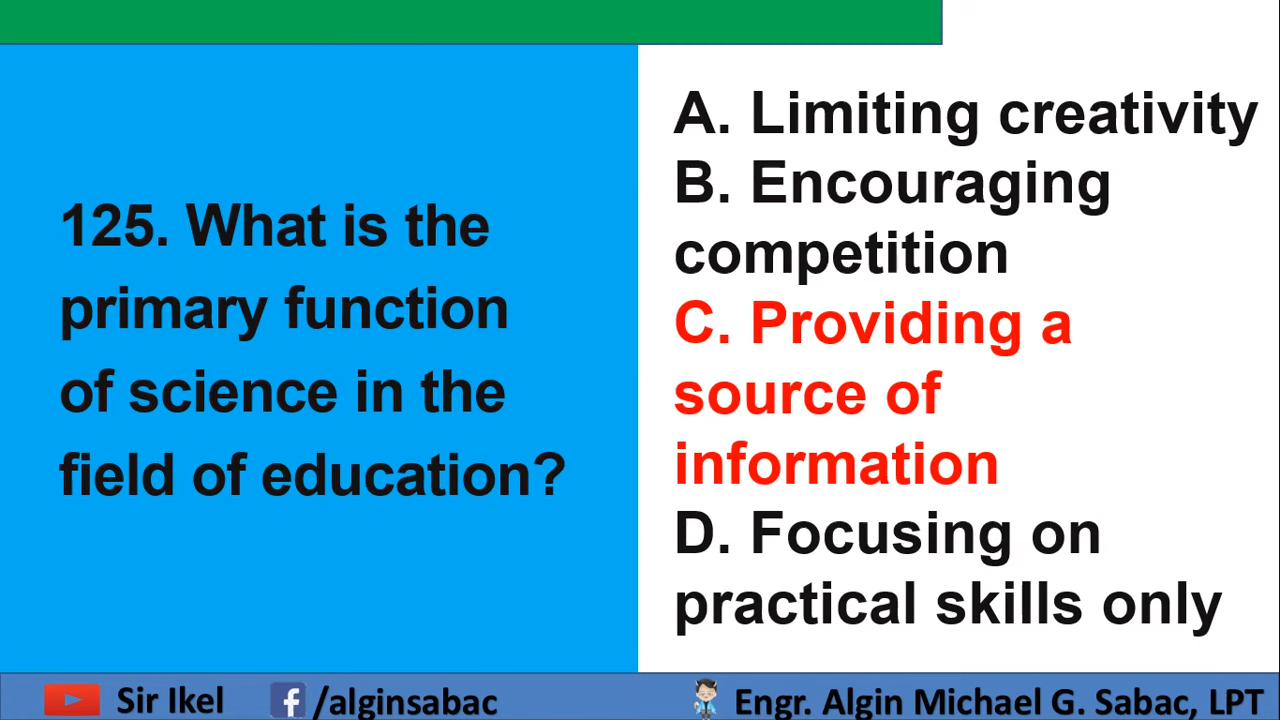 125. What is the
primary function
of science in the
field of education?
A. Limiting creativity
B. Encouraging
competition
C. Providing a
source of
information
D. Focusing on
practical skills only
Sir Ikel
/alginsabac
Engr. Algin Michael G. Sabac, LPT